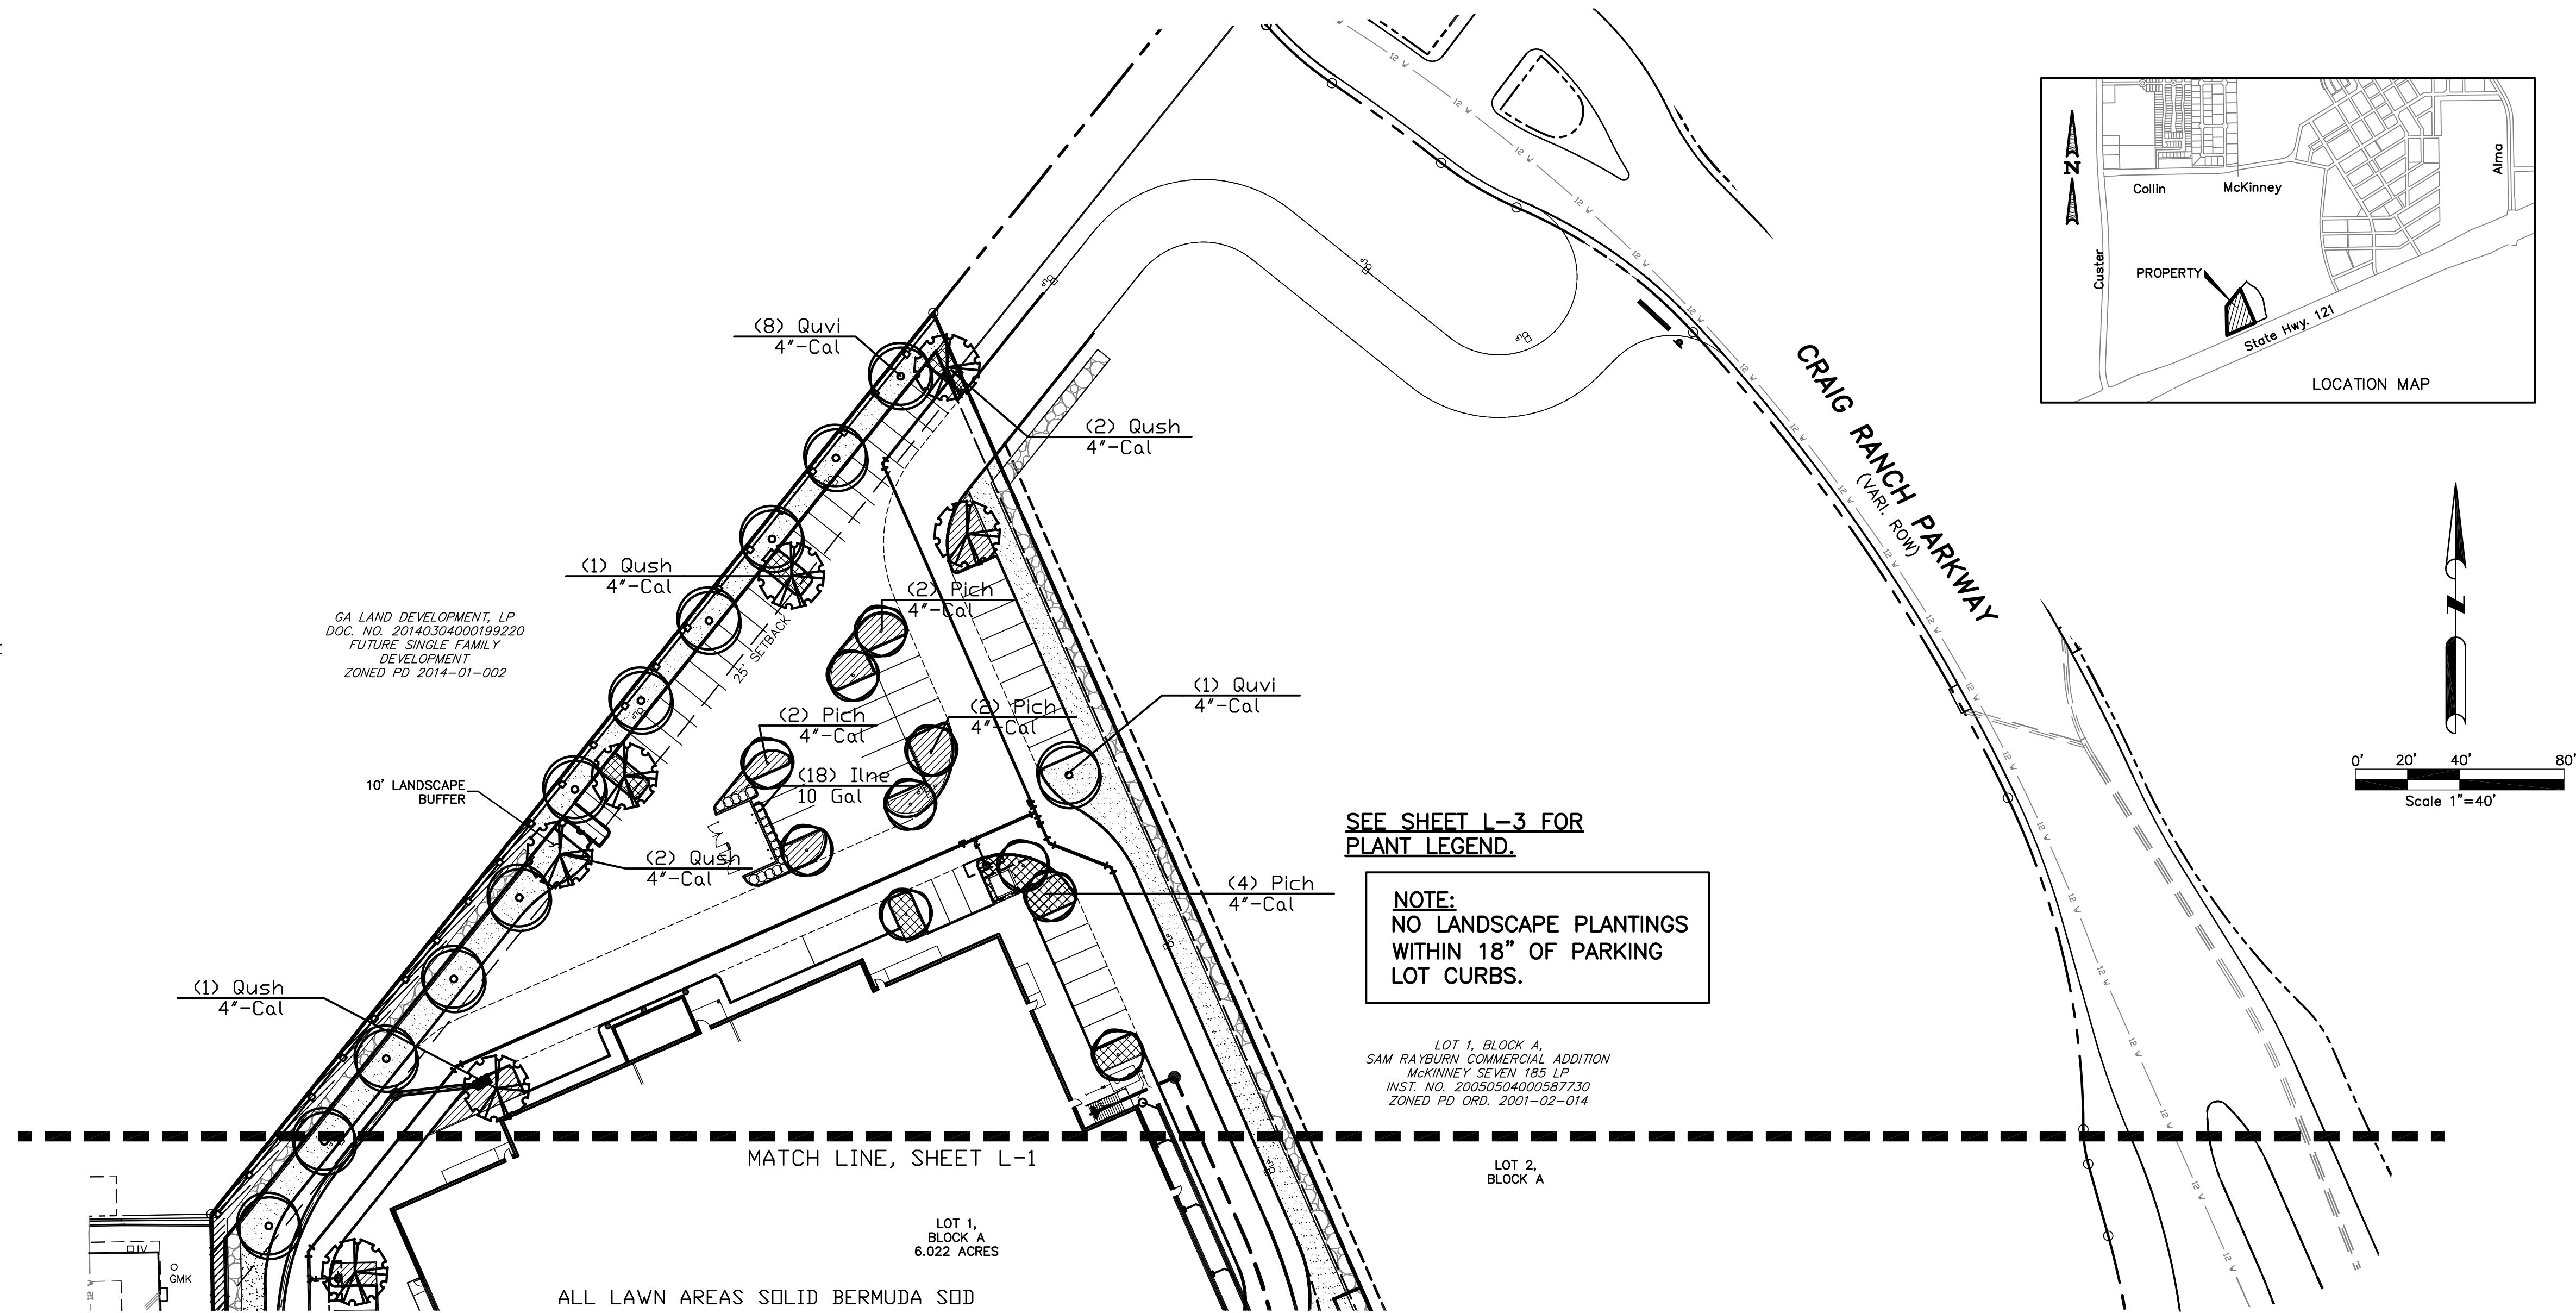 Collin
McKinney
Alma
Custer
PROPERTY
State Hwy. 121
LOCATION MAP
N
(8) Quvi
4"-Cal
(2) Qush
4"-Cal
CRAIG RANCH PARKWAY
(VARI. ROW)
N
0' 20' 40' 80'
Scale 1"=40'
(1) Qush
4"-Cal
(2) Pich
4"-Cal
GA LAND DEVELOPMENT, LP
DOC. NO. 20140304000199220
FUTURE SINGLE FAMILY
DEVELOPMENT
ZONED PD 2014-01-002
25' SETBACK
(1) Quvi
4"-Cal
(2) Pich
4"-Cal
(2) Pich
4"-Cal
(18) Ilne
10 Gal
10' LANDSCAPE
BUFFER
(2) Qush
4"-Cal
(4) Pich
4"-Cal
SEE SHEET L-3 FOR
PLANT LEGEND.
NOTE:
NO LANDSCAPE PLANTINGS
WITHIN 18" OF PARKING
LOT CURBS.
(1) Qush
4"-Cal
LOT 1, BLOCK A,
SAM RAYBURN COMMERCIAL ADDITION
McKINNEY SEVEN 185 LP
INST. NO. 20050504000587730
ZONED PD ORD. 2001-02-014
MATCH LINE, SHEET L-1
LOT 2,
BLOCK A
LOT 1,
BLOCK A
6.022 ACRES
GMK
12 W
ALL LAWN AREAS SOLID BERMUDA SOD